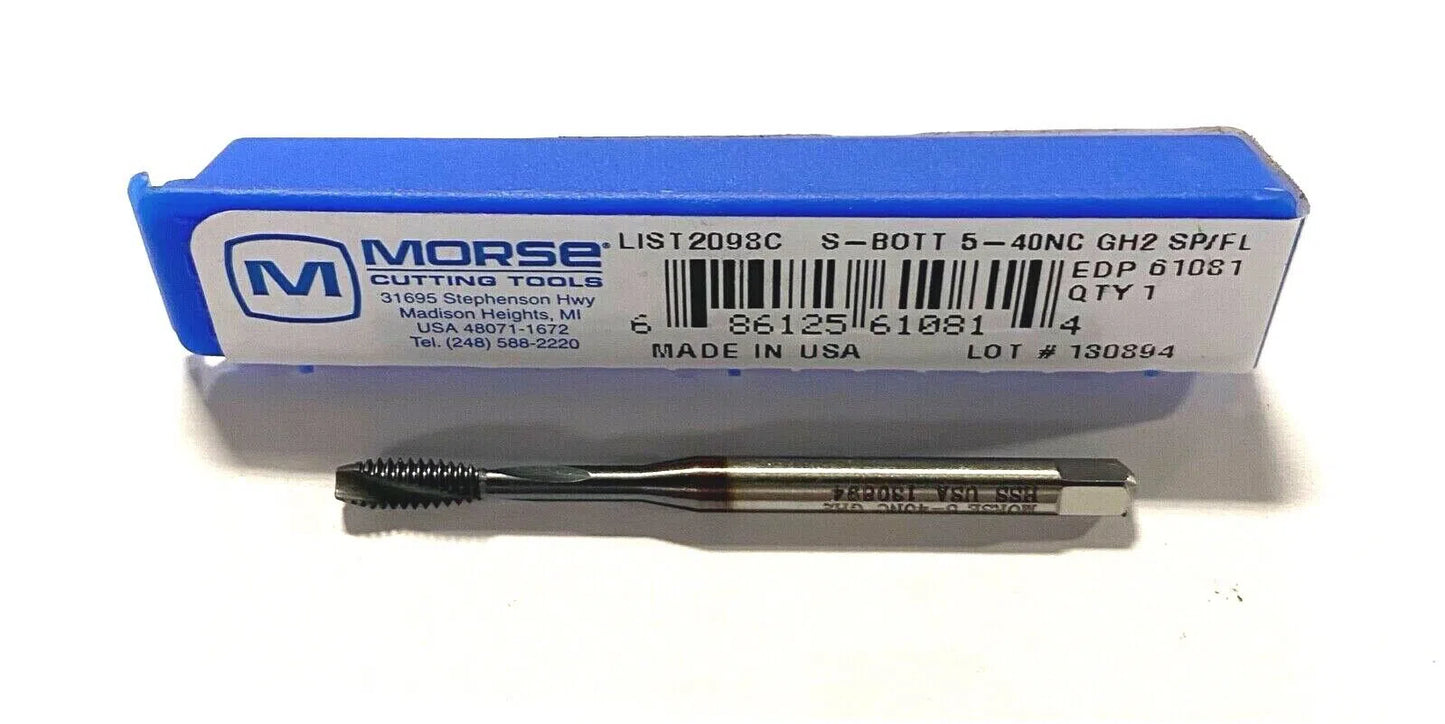 M
MORSE®
CUTTING TOOLS
31695 Stephenson Hwy
Madison Heights, MI
USA 48071-1672
Tel. (248) 588-2220
LIST2098C S-BOTT 5-40NC GH2 SP/FL
EDP 61081
QTY 1
6 86125 61081 4
MADE IN USA LOT # 130894
MORSE 5-40NC GH2
HSS USA 130894